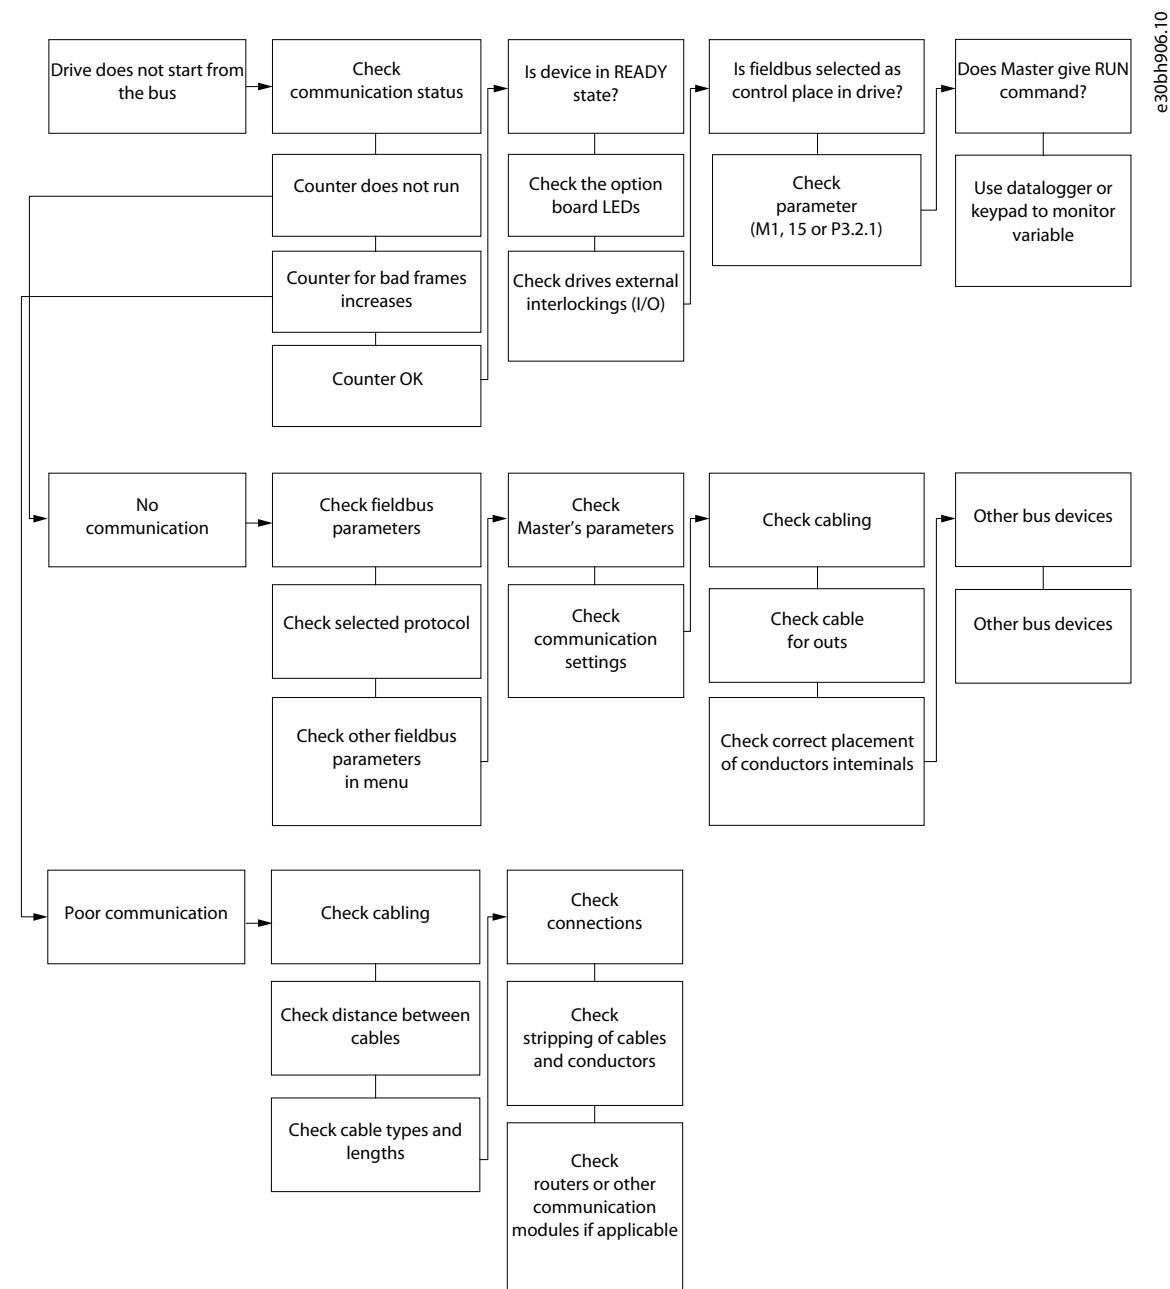 e30bh906.10
Drive does not start from
the bus
Check
communication status
Counter does not run
Counter for bad frames
increases
Counter OK
Is device in READY
state?
Check the option
board LEDs
Check drives external
interlockings (I/O)
Is fieldbus selected as
control place in drive?
Check
parameter
(M1, 15 or P3.2.1)
Does Master give RUN
command?
Use datalogger or
keypad to monitor
variable
No
communication
Check fieldbus
parameters
Check selected protocol
Check other fieldbus
parameters
in menu
Check
Master's parameters
Check
communication
settings
Check cabling
Check cable
for outs
Check correct placement
of conductors inteminals
Other bus devices
Other bus devices
Poor communication
Check cabling
Check distance between
cables
Check cable types and
lengths
Check
connections
Check
stripping of cables
and conductors
Check
routers or other
communication
modules if applicable